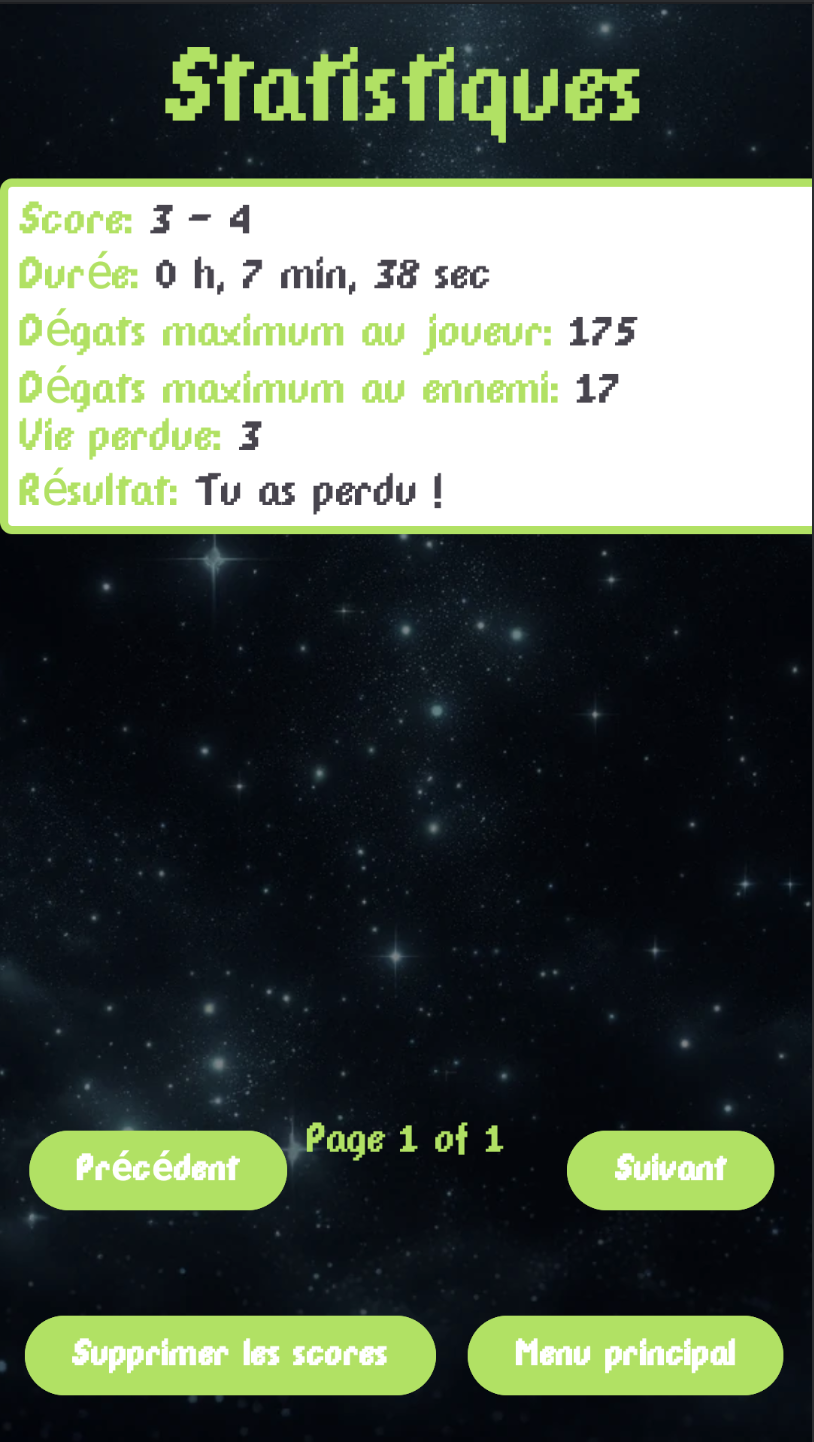 Statistiques
Score: 3 - 4
Durée: 0 h, 7 min, 38 sec
Dégats maximum au joueur: 175
Dégats maximum au ennemi: 17
Vie perdue: 3
Résultat: Tu as perdu !
Page 1 of 1
Précédent
Suivant
Supprimer les scores
Menu principal